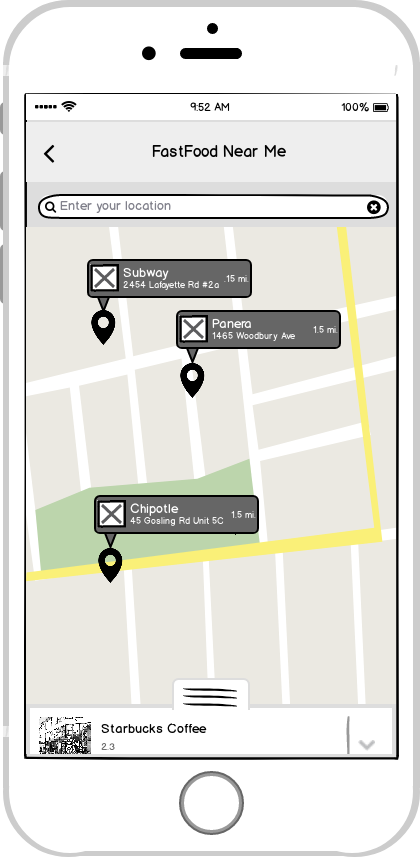 9:52 AM
100%
FastFood Near Me
Enter your location
Subway
2454 Lafayette Rd #2a .15 mi.
Panera
1465 Woodbury Ave 1.5 mi.
Chipotle
45 Gosling Rd Unit 5C 1.5 mi.
Starbucks Coffee
2.3